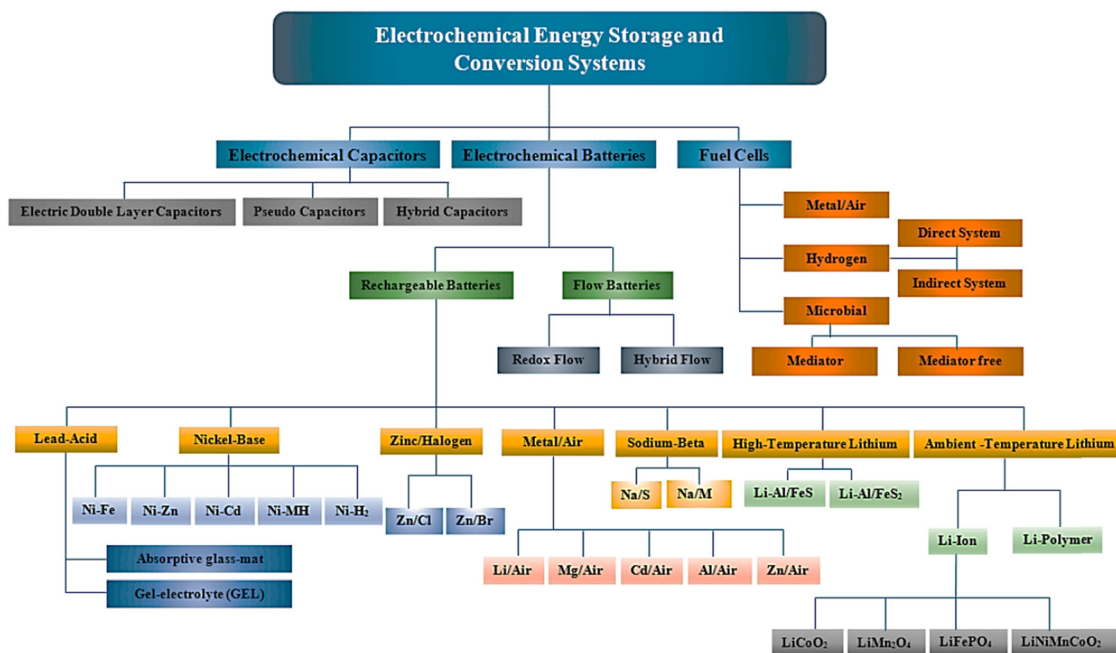 Electrochemical Energy Storage and
Conversion Systems
Electrochemical Capacitors
Electrochemical Batteries
Fuel Cells
Electric Double Layer Capacitors
Pseudo Capacitors
Hybrid Capacitors
Metal/Air
Direct System
Hydrogen
Indirect System
Microbial
Mediator
Mediator free
Rechargeable Batteries
Flow Batteries
Redox Flow
Hybrid Flow
Lead-Acid
Nickel-Base
Zinc/Halogen
Metal/Air
Sodium-Beta
High-Temperature Lithium
Ambient -Temperature Lithium
Ni-Fe
Ni-Zn
Ni-Cd
Ni-MH
Ni-H₂
Zn/Cl
Zn/Br
Na/S
Na/M
Li-Al/FeS
Li-Al/FeS₂
Absorptive glass-mat
Gel-electrolyte (GEL)
Li/Air
Mg/Air
Cd/Air
Al/Air
Zn/Air
Li-Ion
Li-Polymer
LiCoO₂
LiMn₂O₄
LiFePO₄
LiNiMnCoO₂